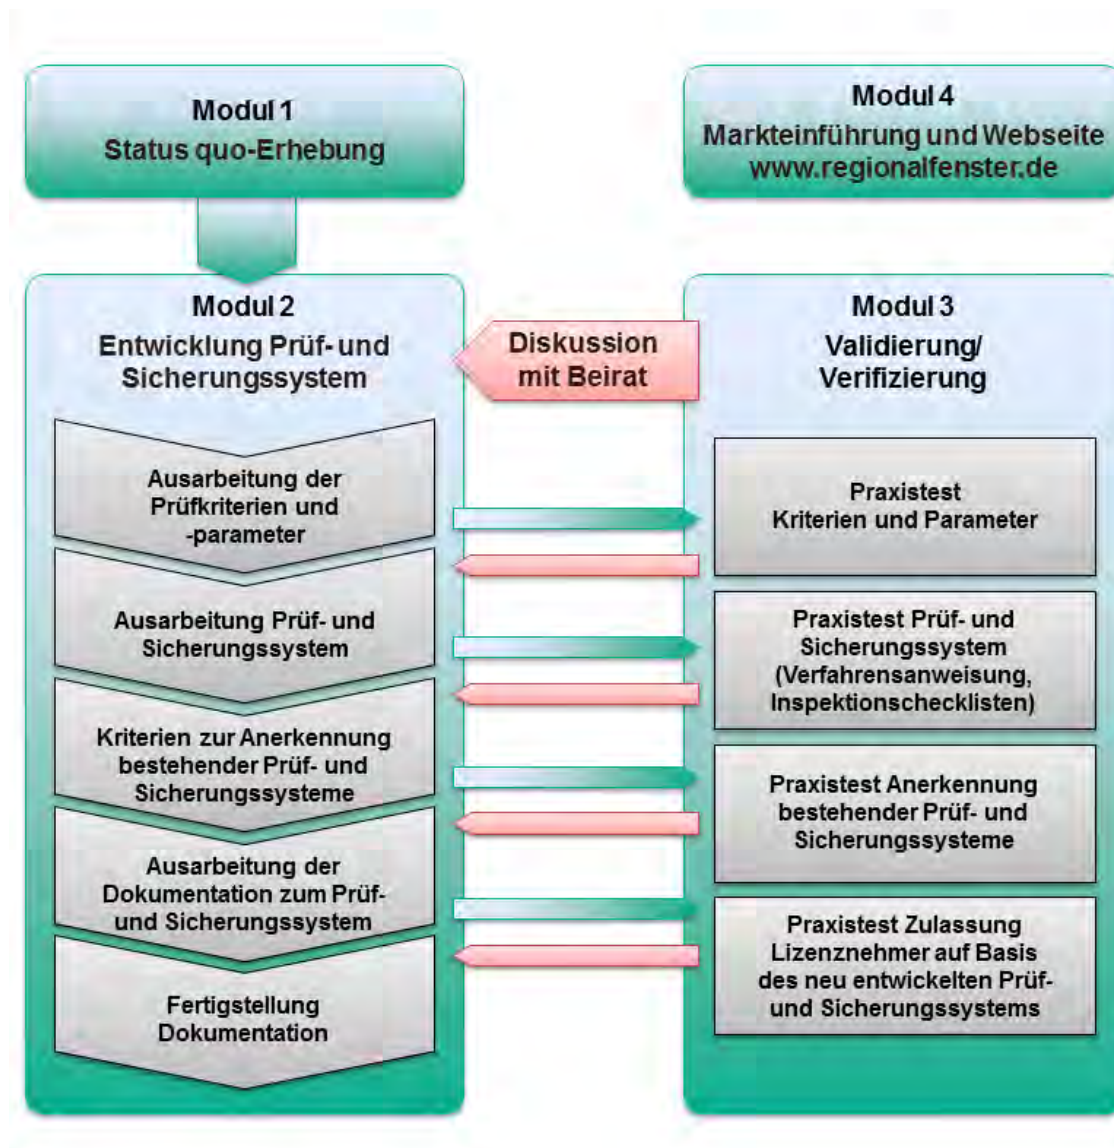 Modul 1
Status quo-Erhebung
Modul 4
Markteinführung und Webseite
www.regionalfenster.de
Modul 2
Entwicklung Prüf- und
Sicherungssystem
Diskussion
mit Beirat
Modul 3
Validierung/
Verifizierung
Ausarbeitung der
Prüfkriterien und
-parameter
Ausarbeitung Prüf- und
Sicherungssystem
Kriterien zur Anerkennung
bestehender Prüf- und
Sicherungssysteme
Ausarbeitung der
Dokumentation zum Prüf-
und Sicherungssystem
Fertigstellung
Dokumentation
Praxistest
Kriterien und Parameter
Praxistest Prüf- und
Sicherungssystem
(Verfahrensanweisung,
Inspektionschecklisten)
Praxistest Anerkennung
bestehender Prüf- und
Sicherungssysteme
Praxistest Zulassung
Lizenznehmer auf Basis
des neu entwickelten Prüf-
und Sicherungssystems